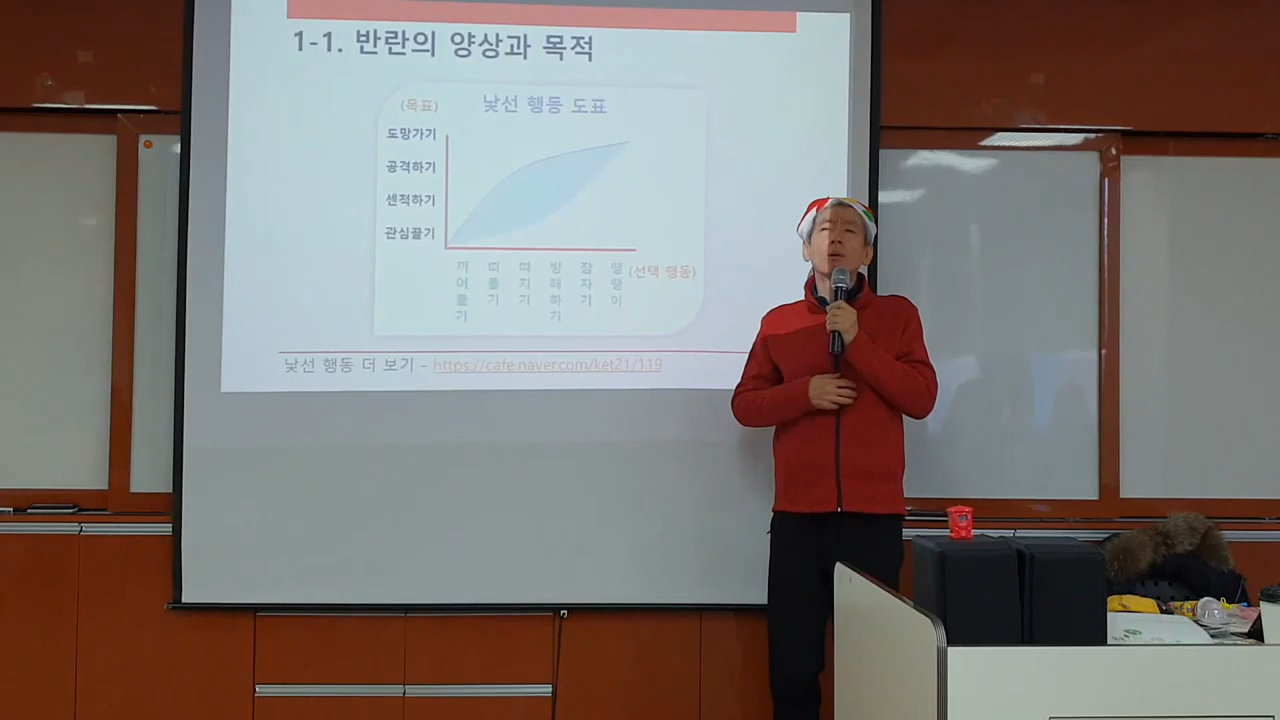 1-1. 반란의 양상과 목적
낯선 행동 도표
(목표)
도망가기
공격하기
센척하기
관심끌기
끼어들기
떠들기
따지기
방해하기
잠자기
땡땡이
(선택 행동)
낯선 행동 더 보기 - https://cafe.naver.com/ket21/119